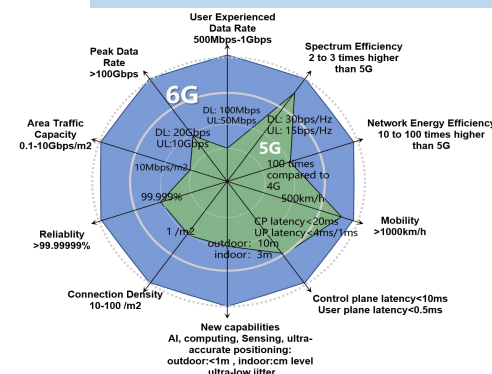 User Experienced
Data Rate
500Mbps-1Gbps
Peak Data
Rate
>100Gbps
Spectrum Efficiency
2 to 3 times higher
than 5G
6G
DL: 100Mbps
UL:50Mbps
DL: 30bps/Hz
UL: 15bps/Hz
Area Traffic
Capacity
0.1-10Gbps/m2
DL: 20Gbps
UL:10Gbps
5G
Network Energy Efficiency
10 to 100 times higher
than 5G
10Mbps/m2
100 times
compared to
4G
99.999%
500km/h
Reliablity
>99.99999%
CP latency<20ms
UP latency<4ms/1ms
Mobility
>1000km/h
1 /m2
outdoor: 10m
indoor: 3m
Connection Density
10-100 /m2
Control plane latency<10ms
User plane latency<0.5ms
New capabilities
AI, computing, Sensing, ultra-
accurate positioning:
outdoor:<1m , indoor:cm level
ultra-low jitter